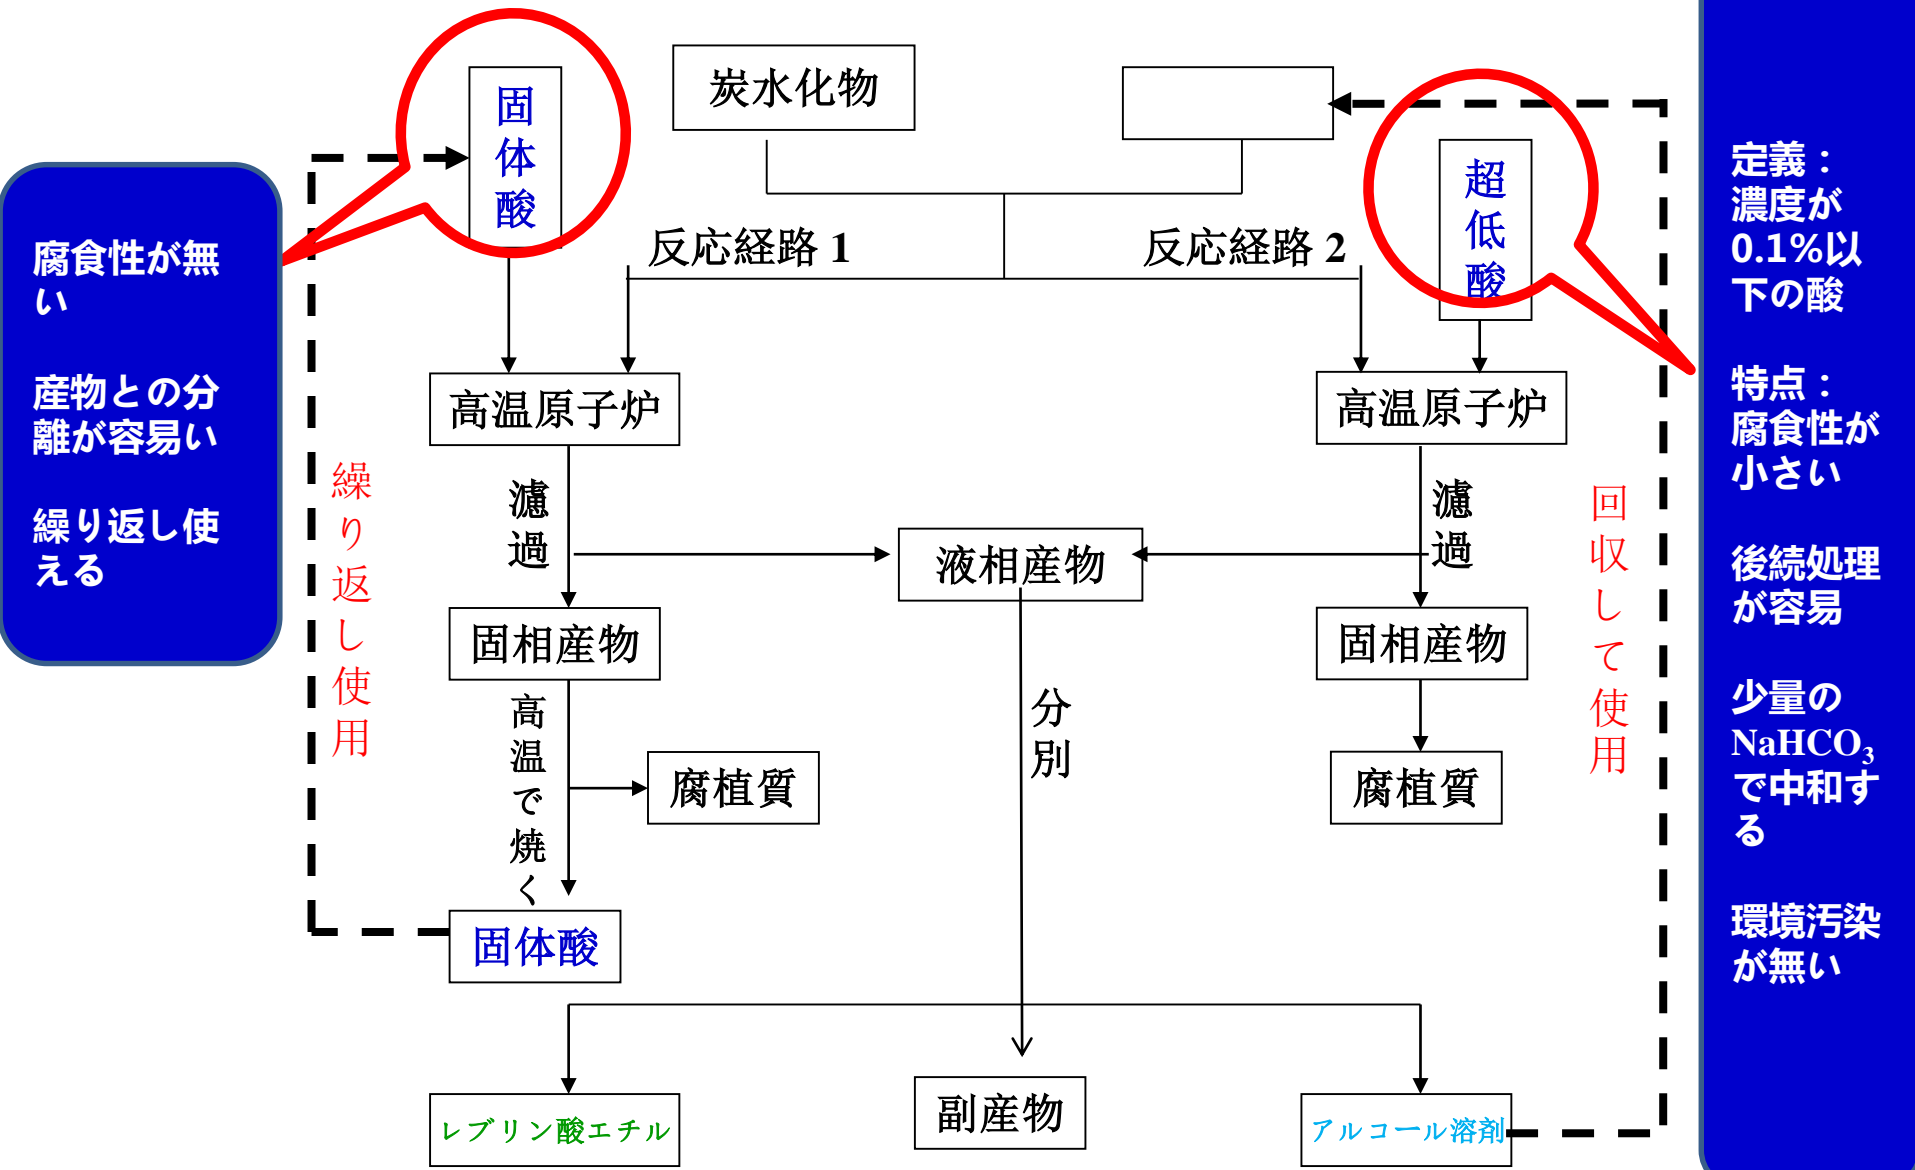 炭水化物
固体酸
超低酸
反応経路 1
反応経路 2
腐食性が無
い
産物との分
離が容易い
繰り返し使
える
定義：
濃度が
0.1%以
下の酸
特点：
腐食性が
小さい
後続処理
が容易
少量の
NaHCO₃
で中和す
る
環境汚染
が無い
高温原子炉
高温原子炉
繰り返し使用
濾過
濾過
回収して使用
液相産物
固相産物
固相産物
高温で焼く
分別
腐植質
腐植質
固体酸
レブリン酸エチル
副産物
アルコール溶剤